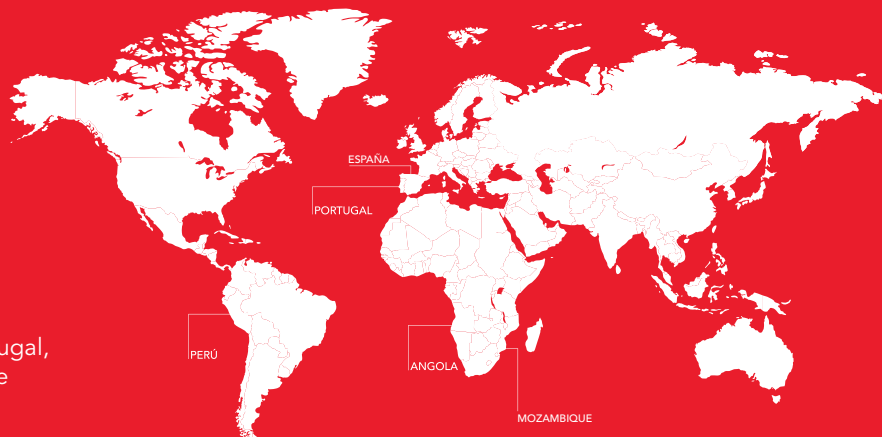 ESPAÑA
PORTUGAL
PERÚ
ugal,
e
ANGOLA
MOZAMBIQUE